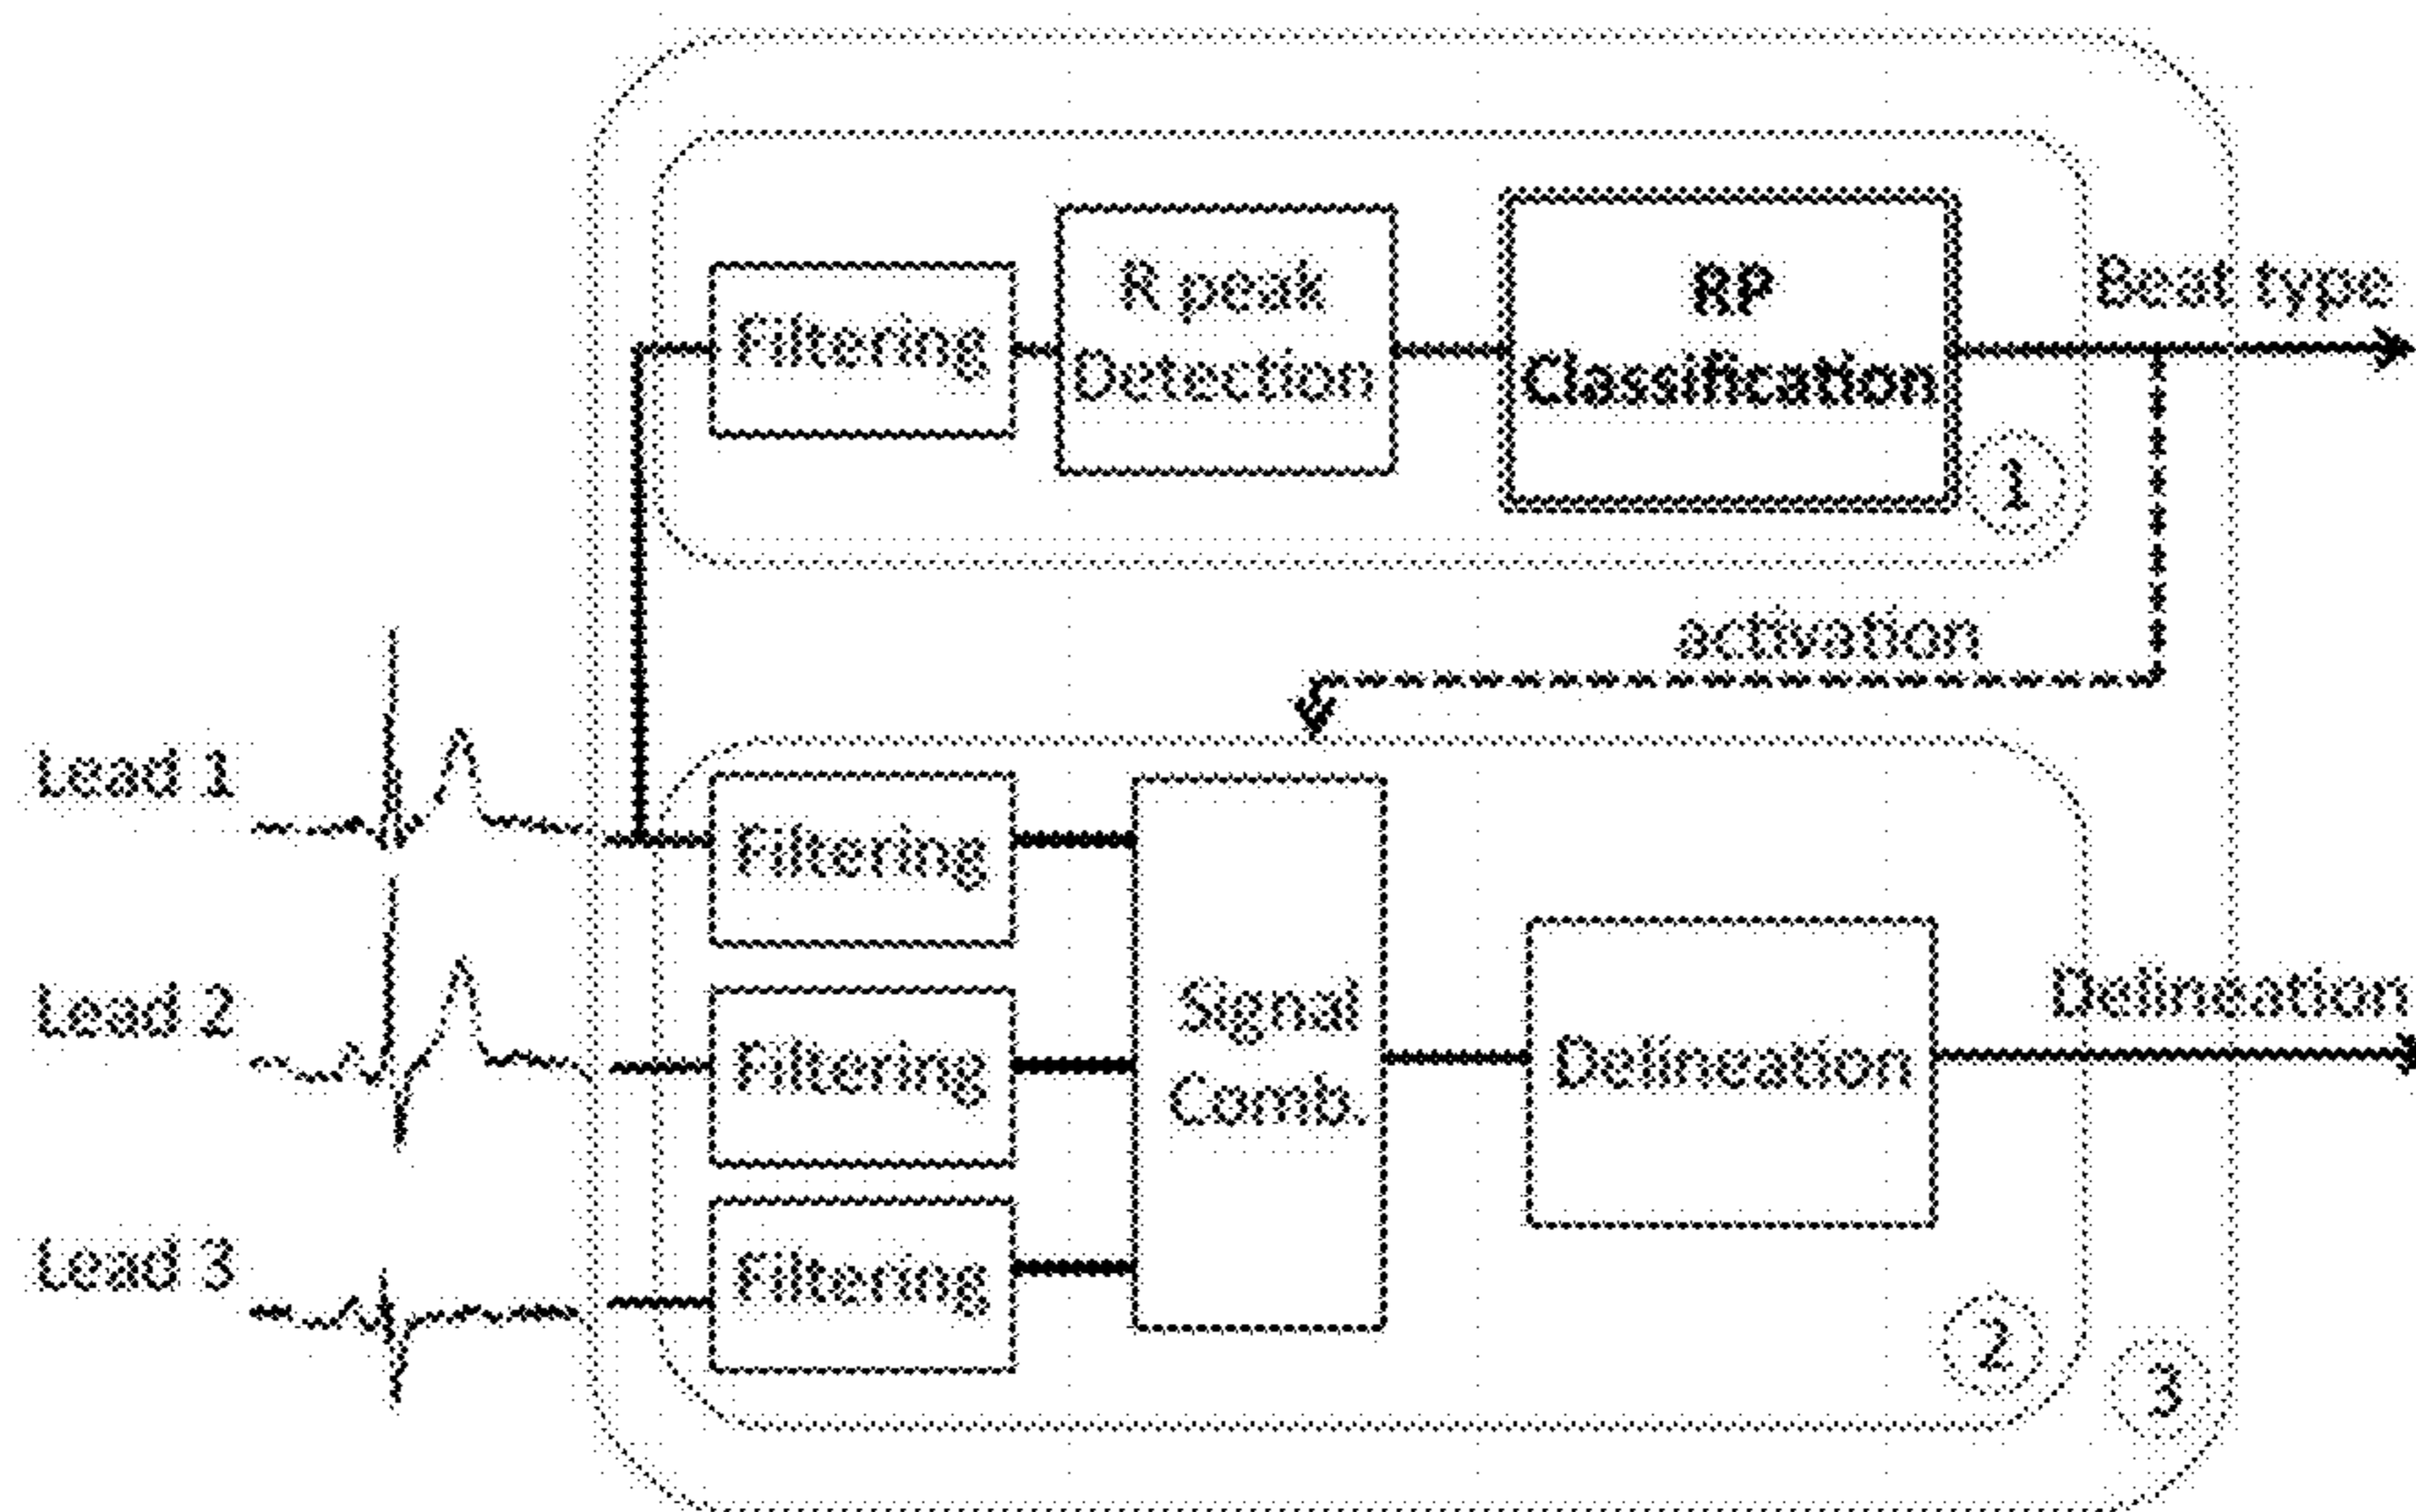 Filtering
R peak
Detection
RP
Classification
Beat type
1
activation
Lead 1
Filtering
Lead 2
Filtering
Signal
Comb.
Delineation
Delineation
Lead 3
Filtering
2
3